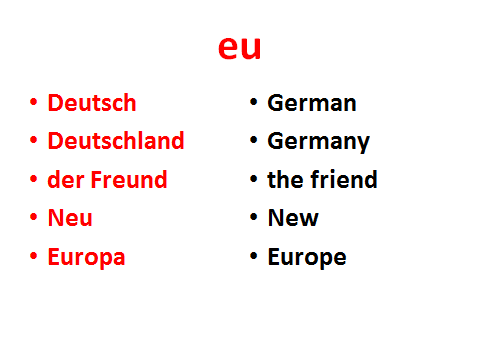 eu
• Deutsch
• Deutschland
• der Freund
• Neu
• Europa
• German
• Germany
• the friend
• New
• Europe